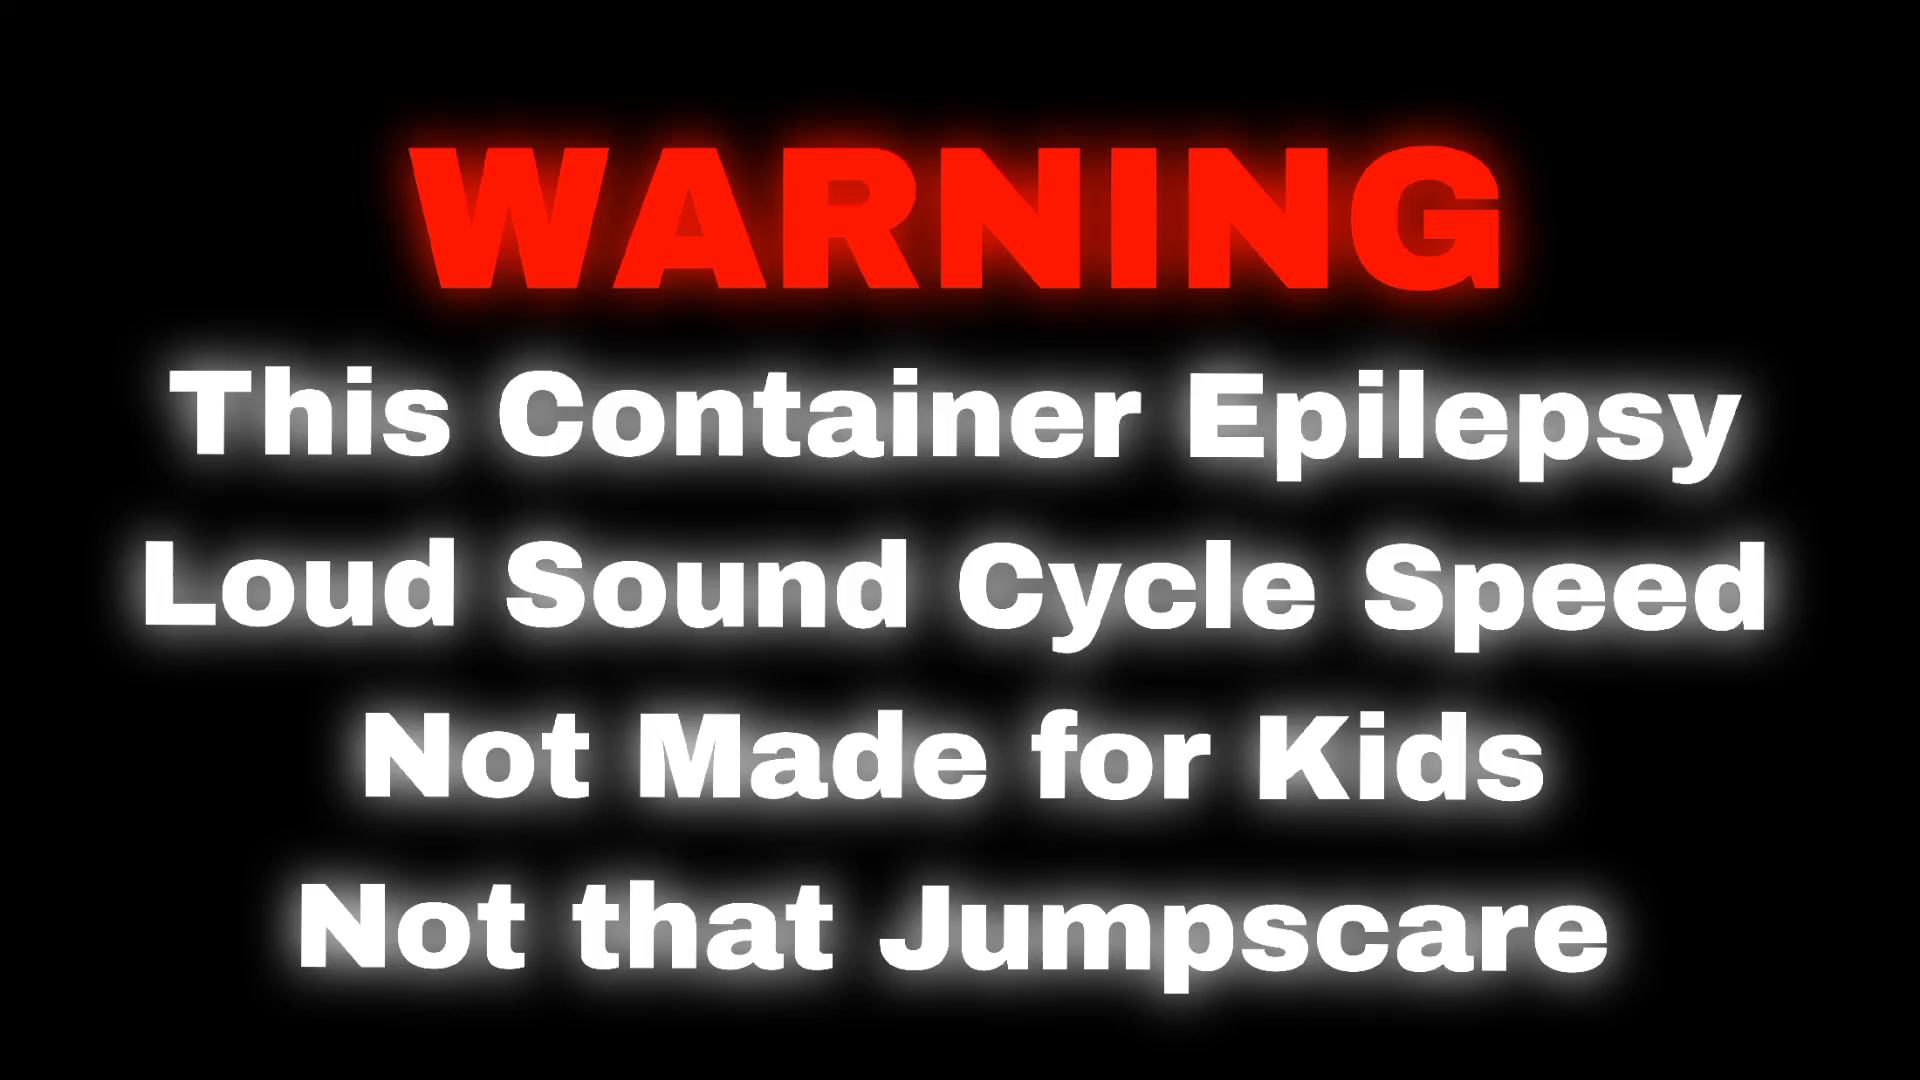 WARNING
This Container Epilepsy
Loud Sound Cycle Speed
Not Made for Kids
Not that Jumpscare